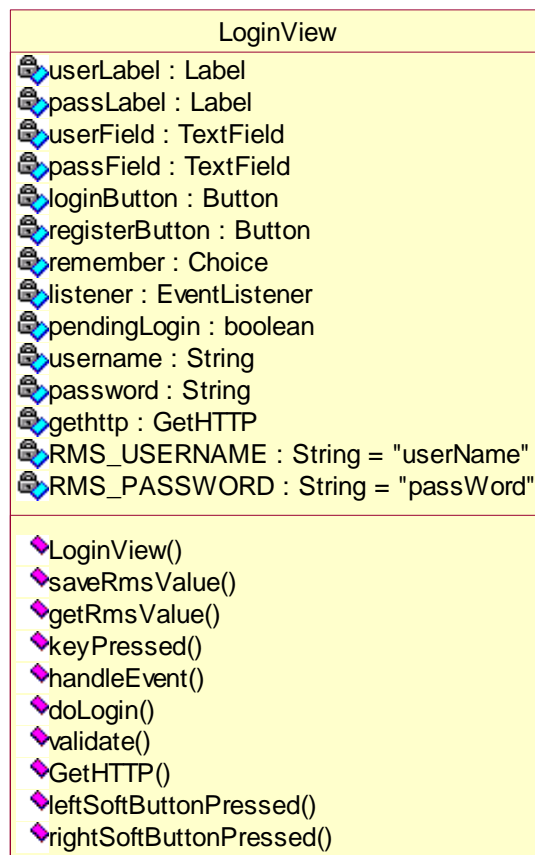 LoginView
userLabel : Label
passLabel : Label
userField : TextField
passField : TextField
loginButton : Button
registerButton : Button
remember : Choice
listener : EventListener
pendingLogin : boolean
username : String
password : String
gethttp : GetHTTP
RMS_USERNAME : String = "userName"
RMS_PASSWORD : String = "passWord"
LoginView()
saveRmsValue()
getRmsValue()
keyPressed()
handleEvent()
doLogin()
validate()
GetHTTP()
leftSoftButtonPressed()
rightSoftButtonPressed()